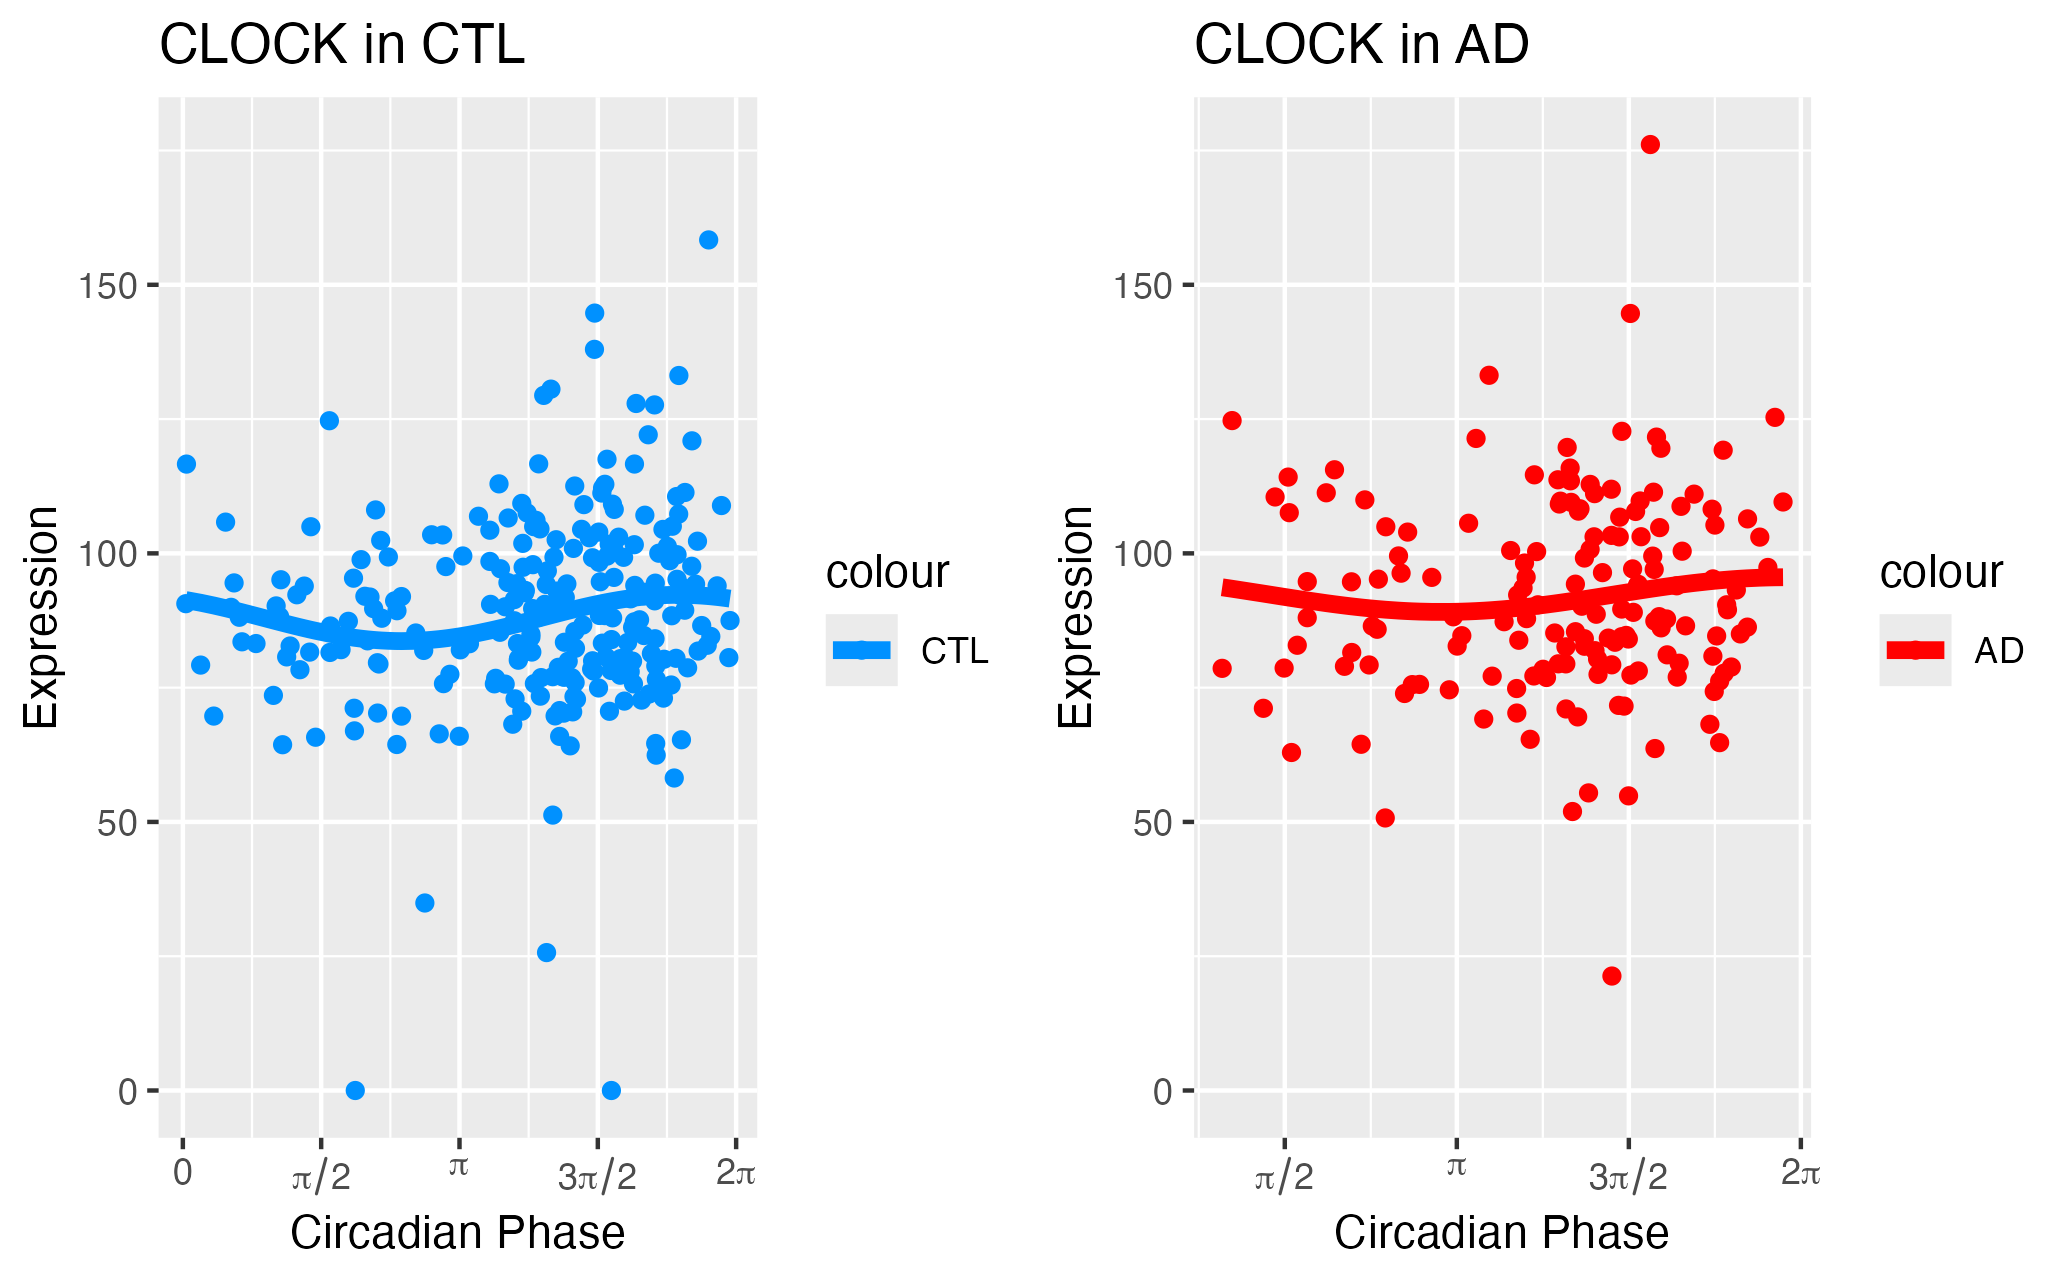 CLOCK in CTL
Expression
150
100
50
0
0 π/2 π 3π/2 2π
Circadian Phase
colour
CTL
CLOCK in AD
Expression
150
100
50
0
π/2 π 3π/2 2π
Circadian Phase
colour
AD